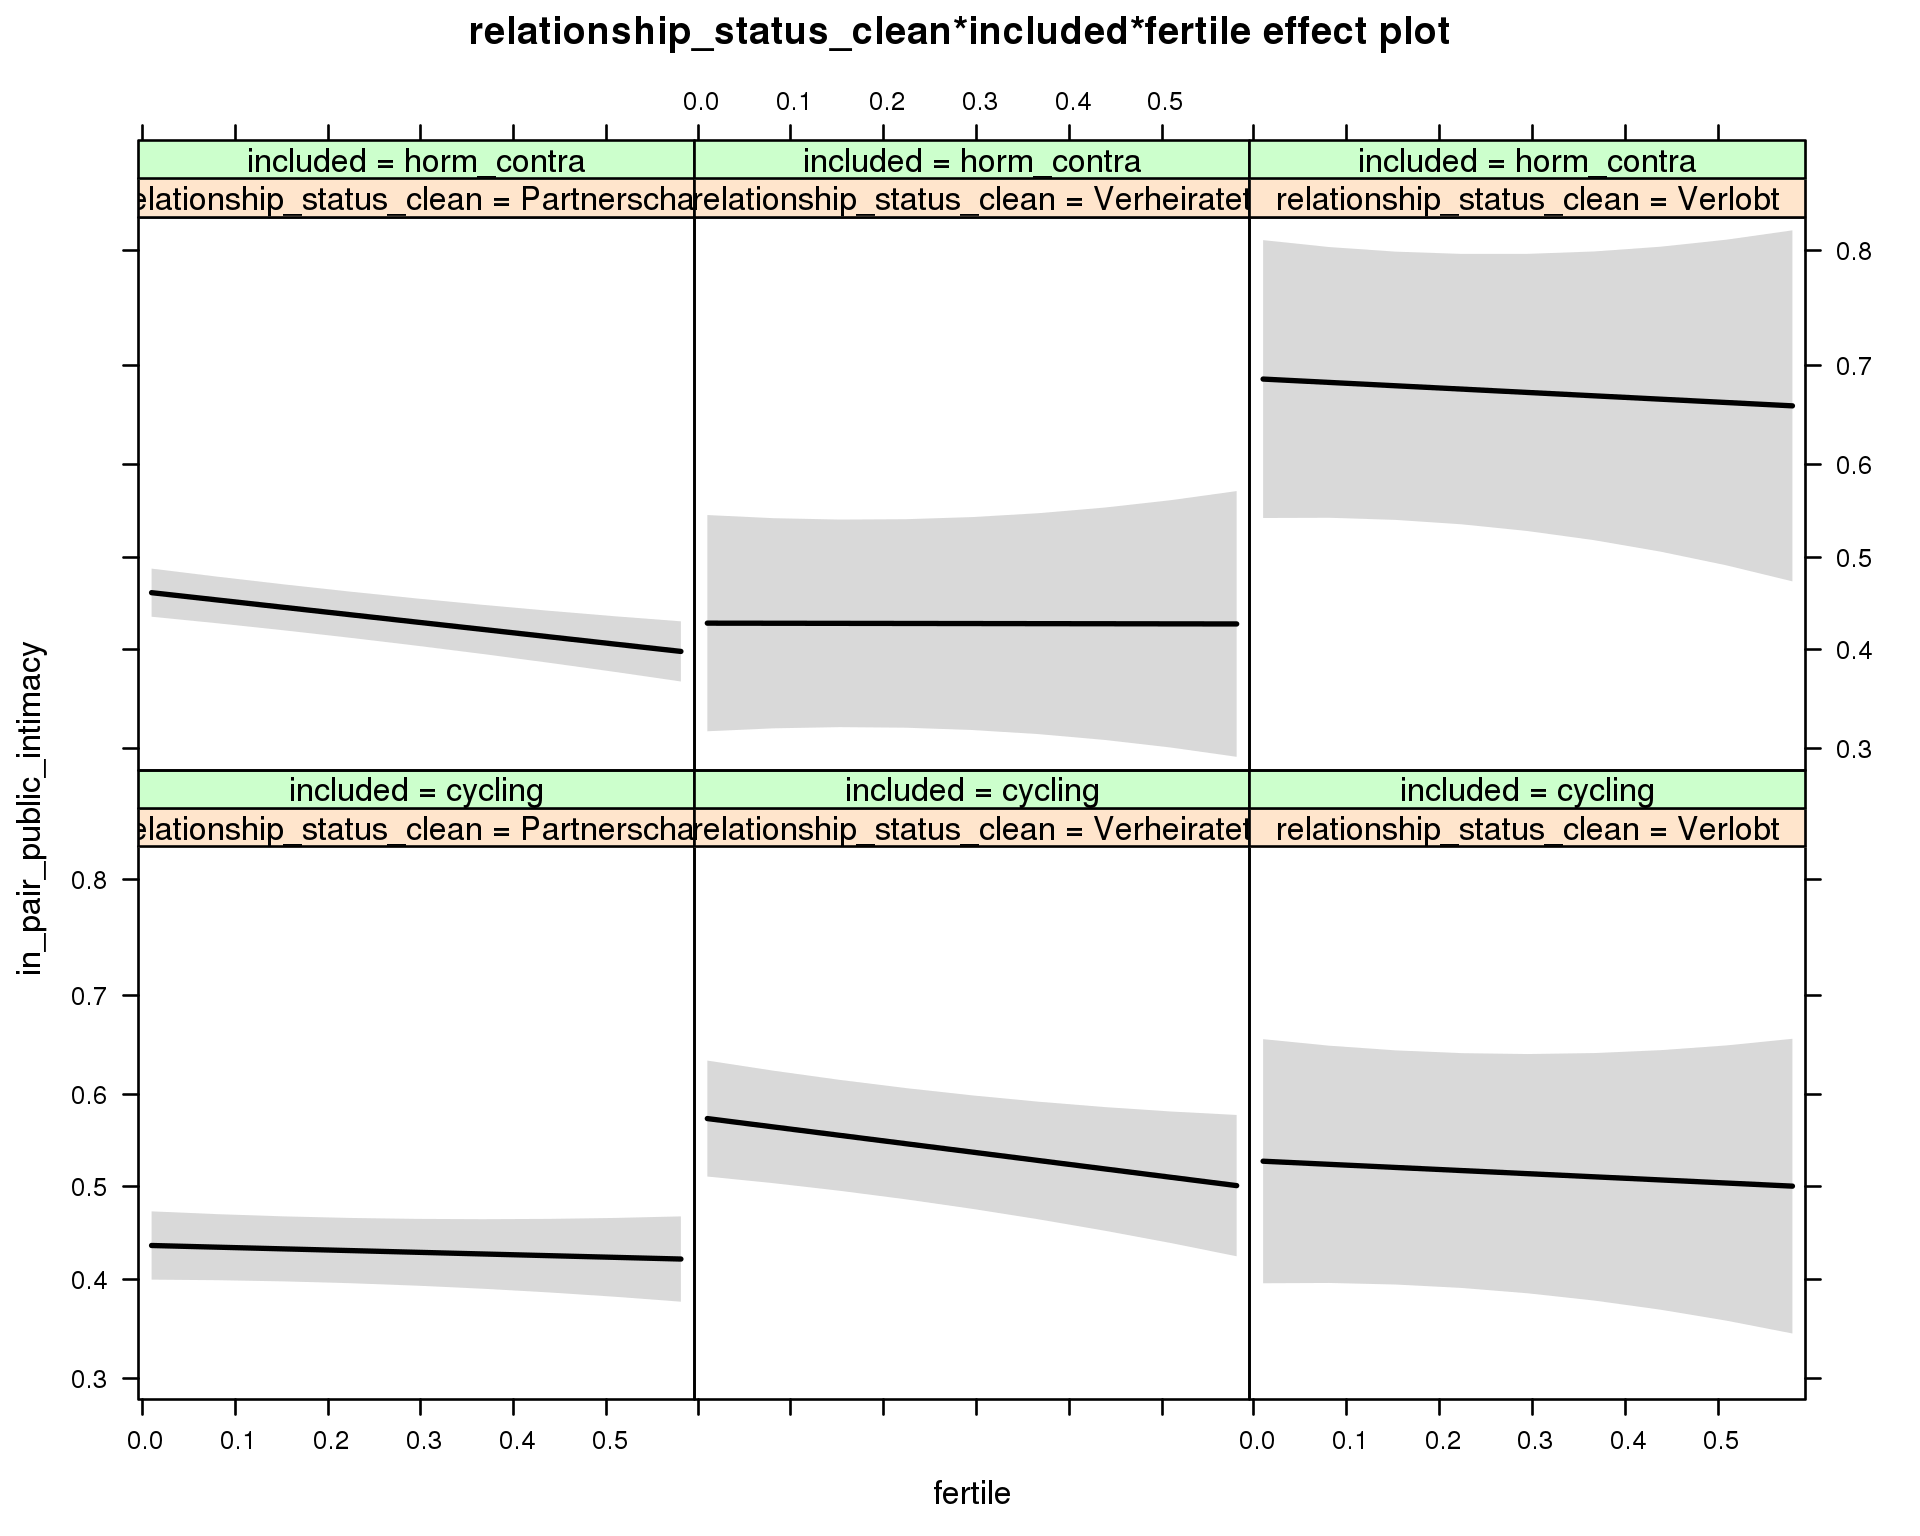 relationship_status_clean*included*fertile effect plot
0.0 0.1 0.2 0.3 0.4 0.5
included = horm_contra included = horm_contra included = horm_contra
elationship_status_clean = Partnerscha relationship_status_clean = Verheiratet relationship_status_clean = Verlobt
0.8
0.7
0.6
0.5
0.4
0.3
in_pair_public_intimacy
included = cycling included = cycling included = cycling
elationship_status_clean = Partnerscha relationship_status_clean = Verheiratet relationship_status_clean = Verlobt
0.8
0.7
0.6
0.5
0.4
0.3
0.0 0.1 0.2 0.3 0.4 0.5 0.0 0.1 0.2 0.3 0.4 0.5
fertile